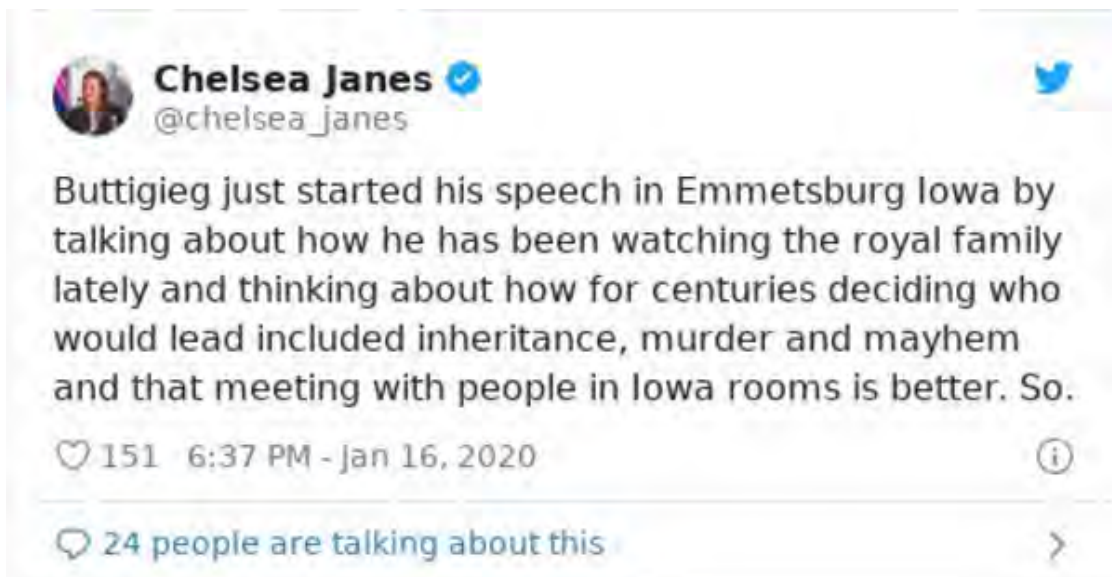 Chelsea Janes
@chelsea_janes
Buttigieg just started his speech in Emmetsburg Iowa by
talking about how he has been watching the royal family
lately and thinking about how for centuries deciding who
would lead included inheritance, murder and mayhem
and that meeting with people in Iowa rooms is better. So.
151 6:37 PM - Jan 16, 2020
24 people are talking about this